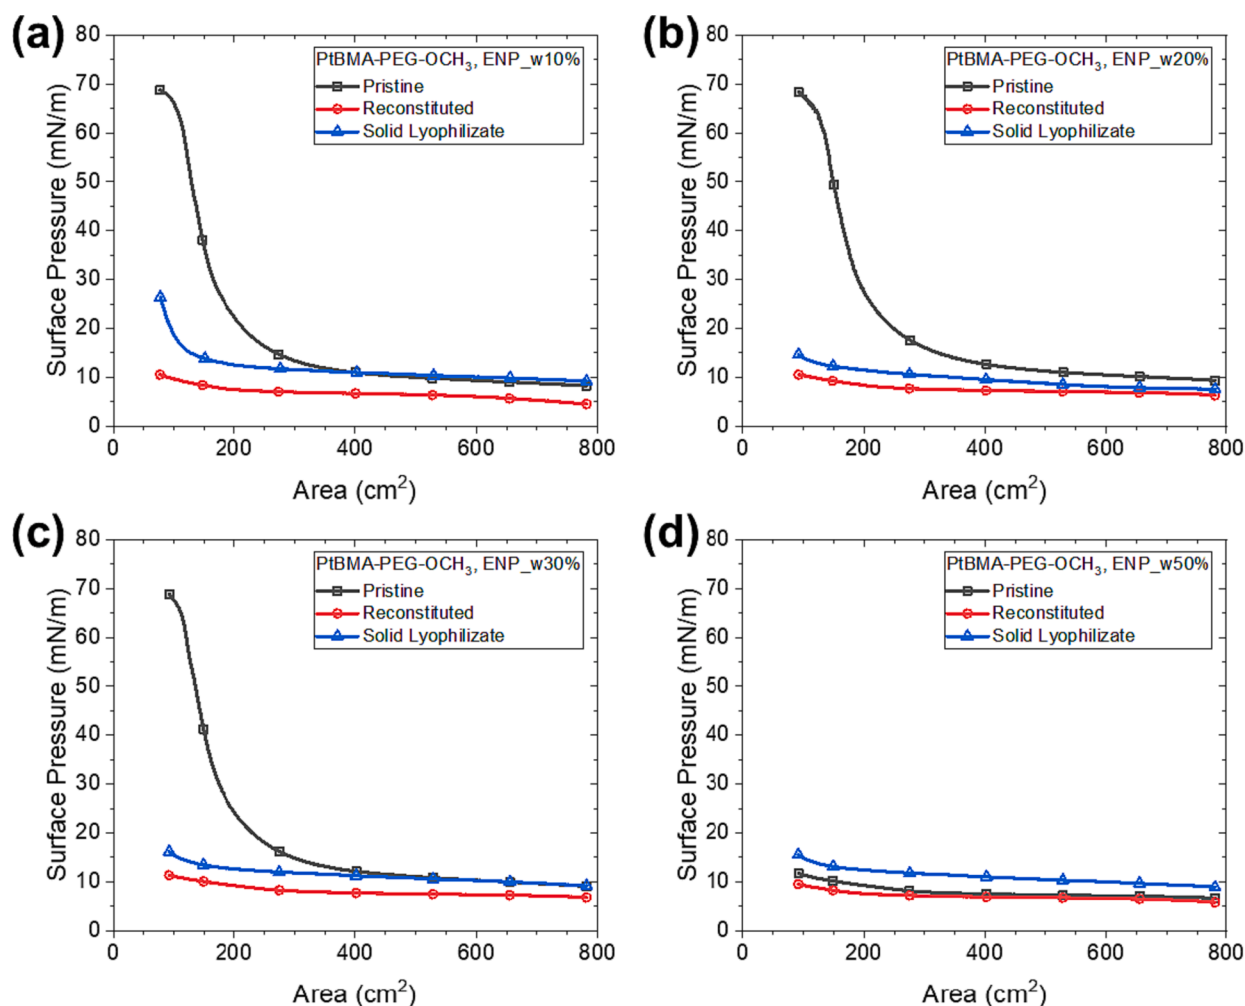 (a)
PtBMA-PEG-OCH₃, ENP_w10%
Pristine
Reconstituted
Solid Lyophilizate
Surface Pressure (mN/m)
80
70
60
50
40
30
20
10
0
0 200 400 600 800
Area (cm²)
(b)
PtBMA-PEG-OCH₃, ENP_w20%
Pristine
Reconstituted
Solid Lyophilizate
Surface Pressure (mN/m)
80
70
60
50
40
30
20
10
0
0 200 400 600 800
Area (cm²)
(c)
PtBMA-PEG-OCH₃, ENP_w30%
Pristine
Reconstituted
Solid Lyophilizate
Surface Pressure (mN/m)
80
70
60
50
40
30
20
10
0
0 200 400 600 800
Area (cm²)
(d)
PtBMA-PEG-OCH₃, ENP_w50%
Pristine
Reconstituted
Solid Lyophilizate
Surface Pressure (mN/m)
80
70
60
50
40
30
20
10
0
0 200 400 600 800
Area (cm²)